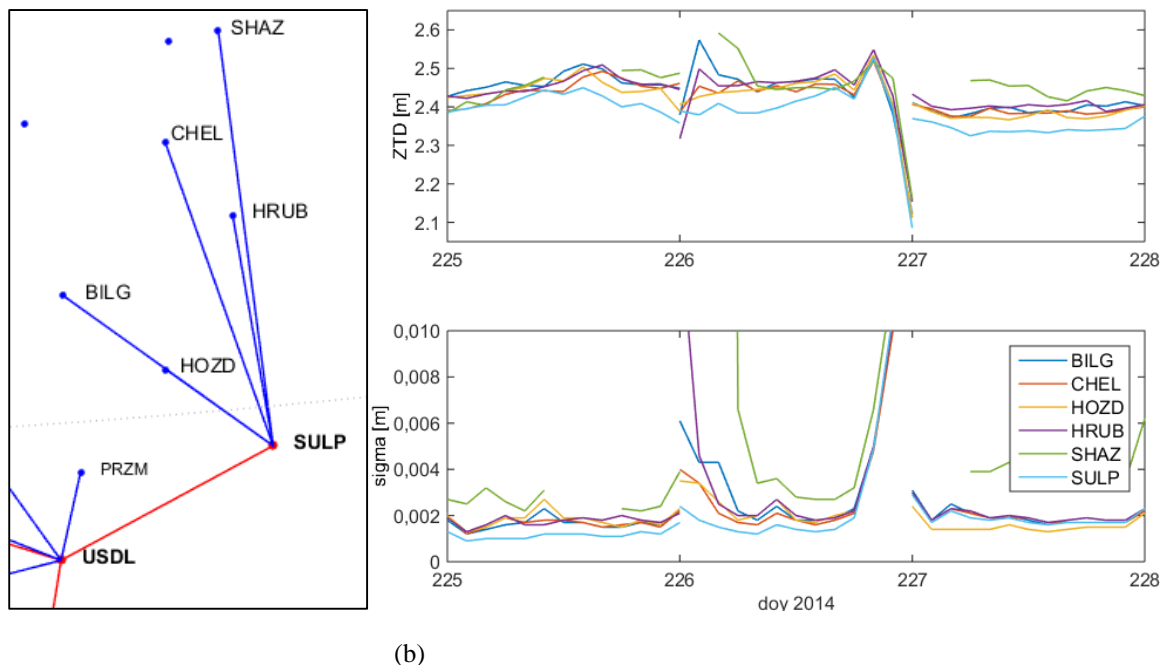 SHAZ
CHEL
HRUB
BILG
HOZD
SULP
PRZM
USDL
2.6
2.5
2.4
2.3
2.2
2.1
ZTD [m]
225
226
227
228
0,010
0,008
0,006
0,004
0,002
0
sigma [m]
BILG
CHEL
HOZD
HRUB
SHAZ
SULP
225
226
227
228
doy 2014
(b)